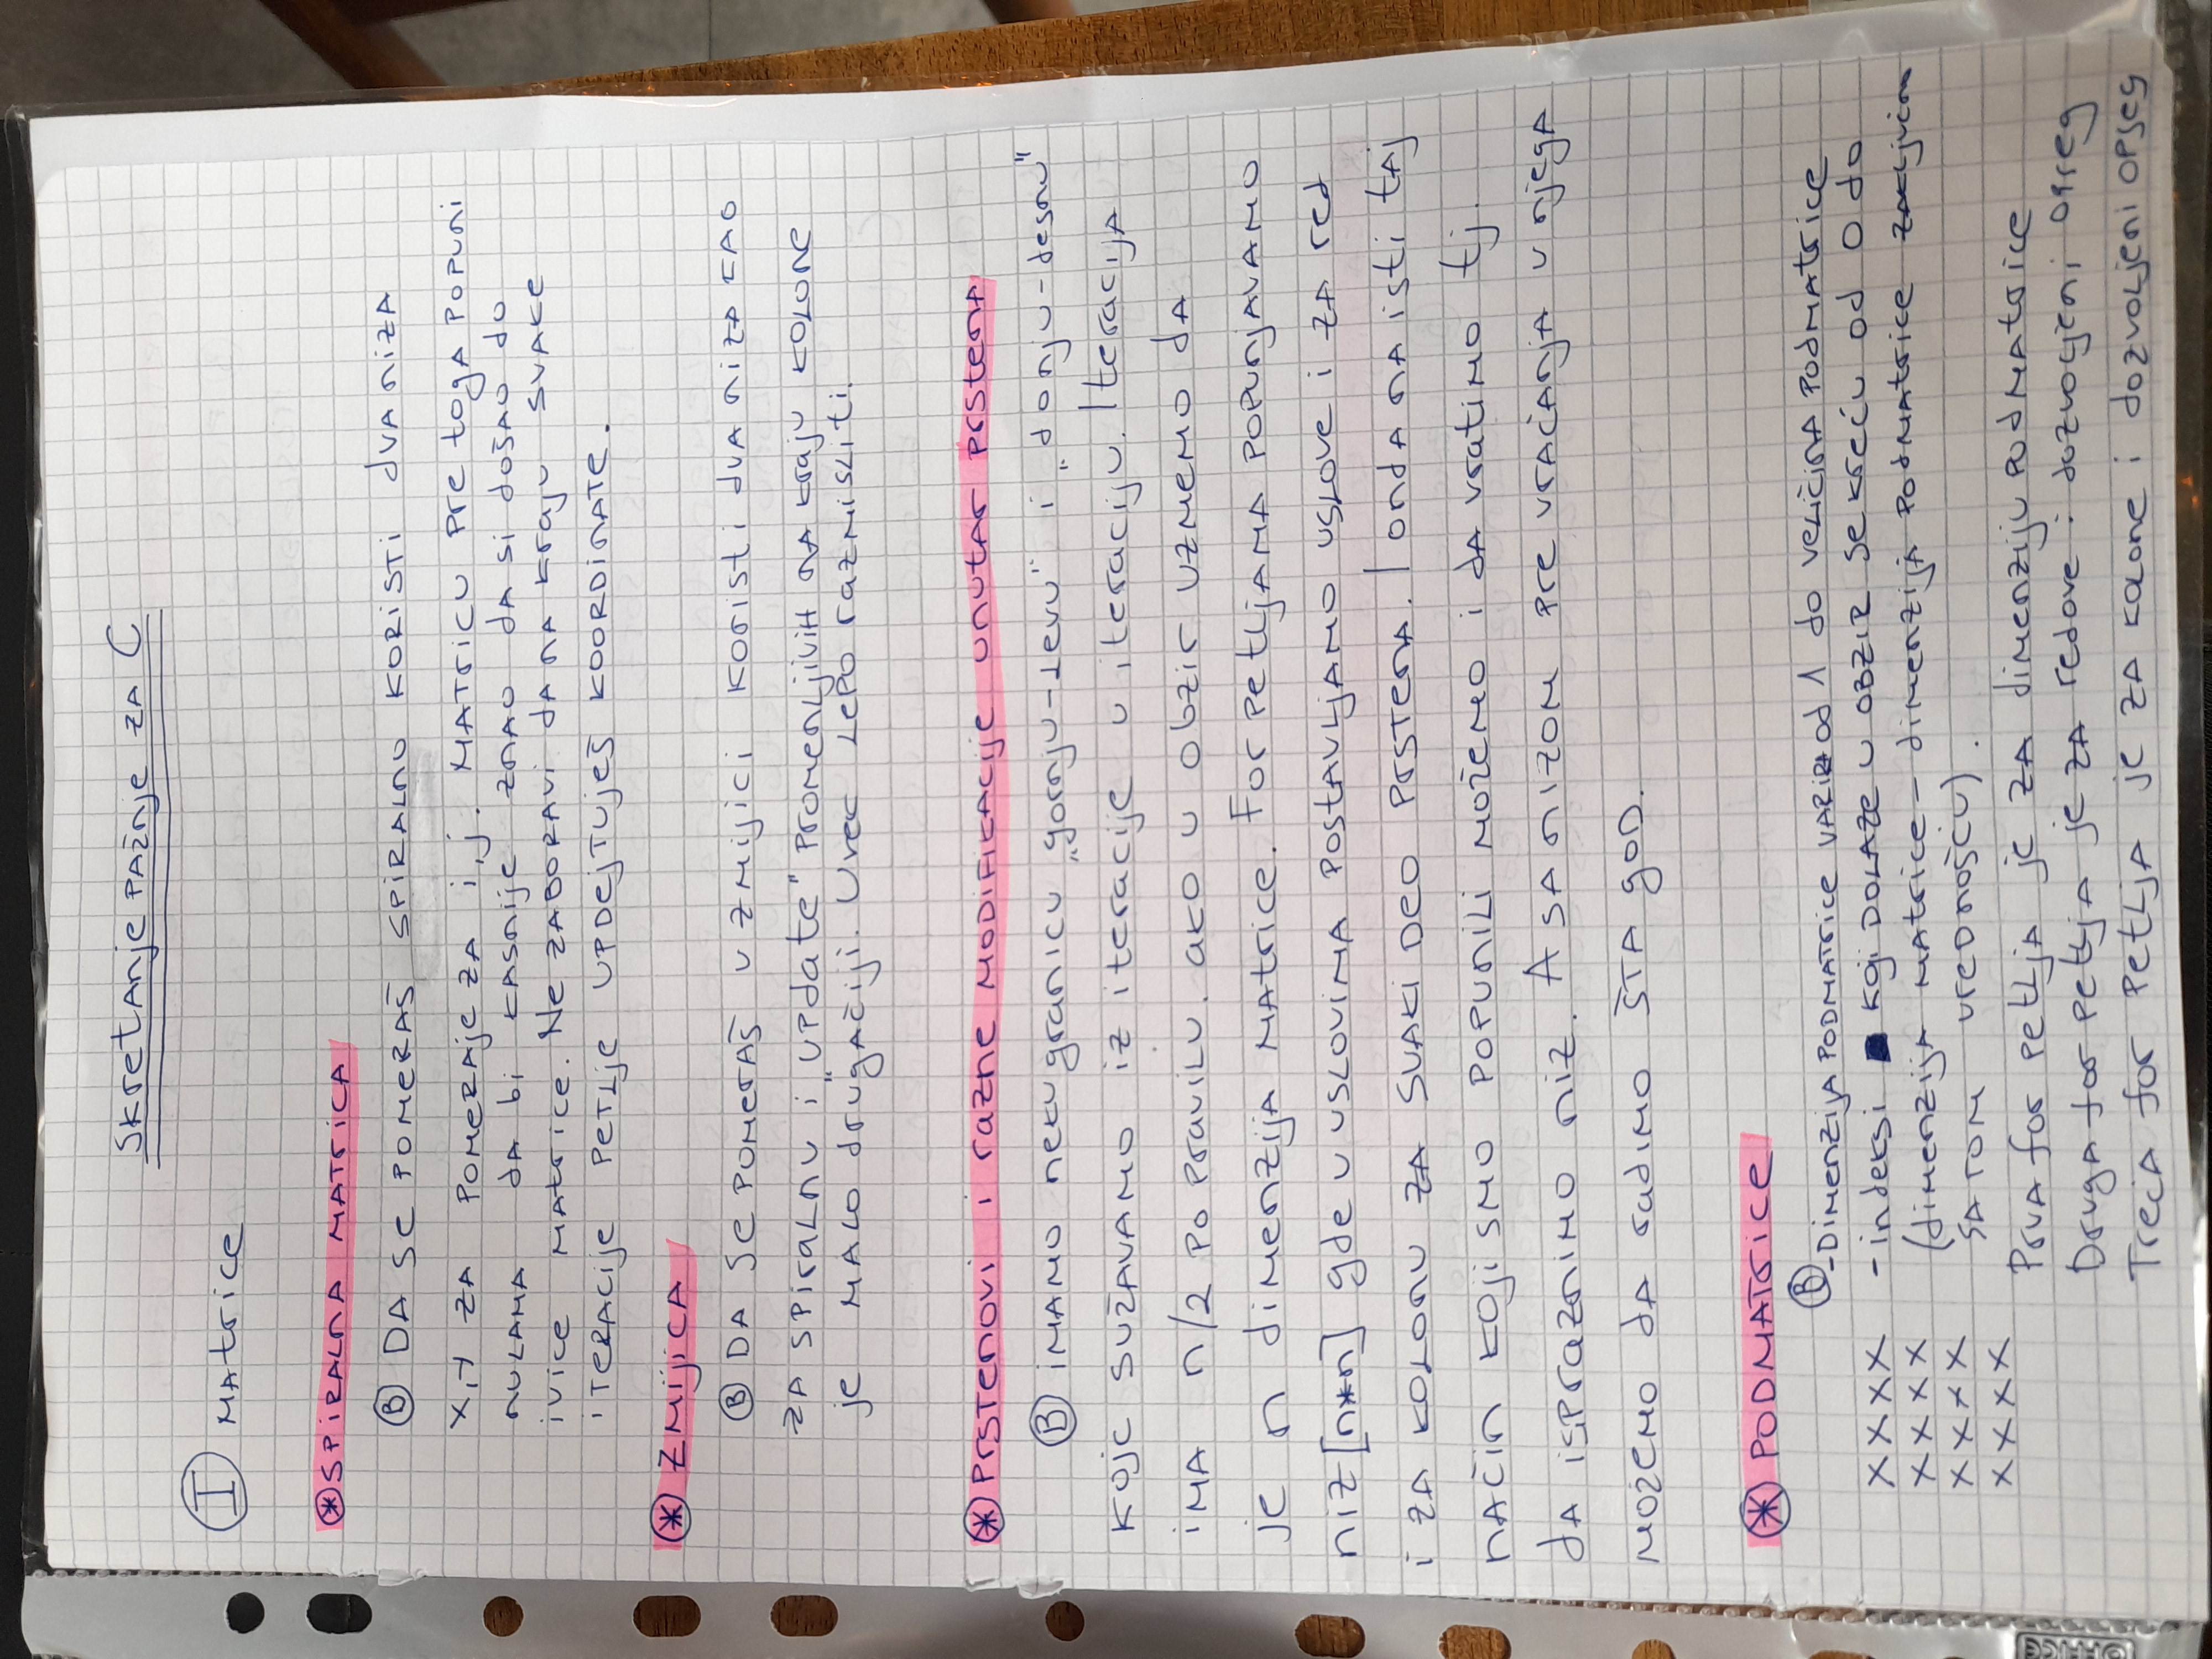 Skretanje pažnje za C
I Matrice
* Spiralna matrica
B Da se pomeraš spiralno koristi dva niza
x,y za pomeraje za i,j. Matricu pre toga popuni
nulama da bi kasnije znao da si došao do
ivice matrice. Ne zaboravi da na kraju svake
iteracije petlje updejtuješ koordinate.
* Zmijica
B Da se pomeraš u zmijici koristi dva niza kao
za spiralnu i „update" promenljivih na kraju kolone
je malo drugačiji. Uvek lepo razmisliti.
* Prstenovi i razne modifikacije unutar prstena
B Imamo neku granicu „gornju-levu" i „donju-desnu"
koje sužavamo iz iteracije u iteraciju. Iteracija
ima n/2 po pravilu. ako u obzir uzmemo da
je n dimenzija matrice. For petljama popunjavamo
niz[n*n] gde u uslovima postavljamo uslove i za red
i za kolonu za svaki deo prstena. I onda na isti taj
način koji smo popunili možemo i da vratimo tj.
da ispraznimo niz. A sa nizom pre vraćanja u njega
možemo da radimo šta god.
* Podmatrice
B -Dimenzija podmatrice varira od 1 do veličina podmatrice
xxxx -indeksi koji dolaze u obzir se kreću od 0 do
xxxx (dimenzija matrice - dimenzija podmatrice zaključno
xxxx sa tom vrednošću).
xxxx
Prva for petlja je za dimenziju podmatrice
Druga for petlja je za redove i dozvoljeni opseg
Treća for petlja je za kolone i dozvoljeni opseg
OFFICE